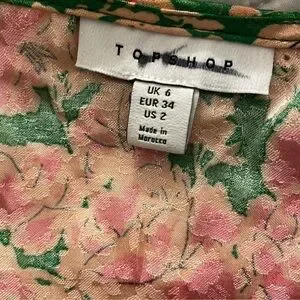 TOPSHOP
UK 6
EUR 34
US 2
Made in
Morocco